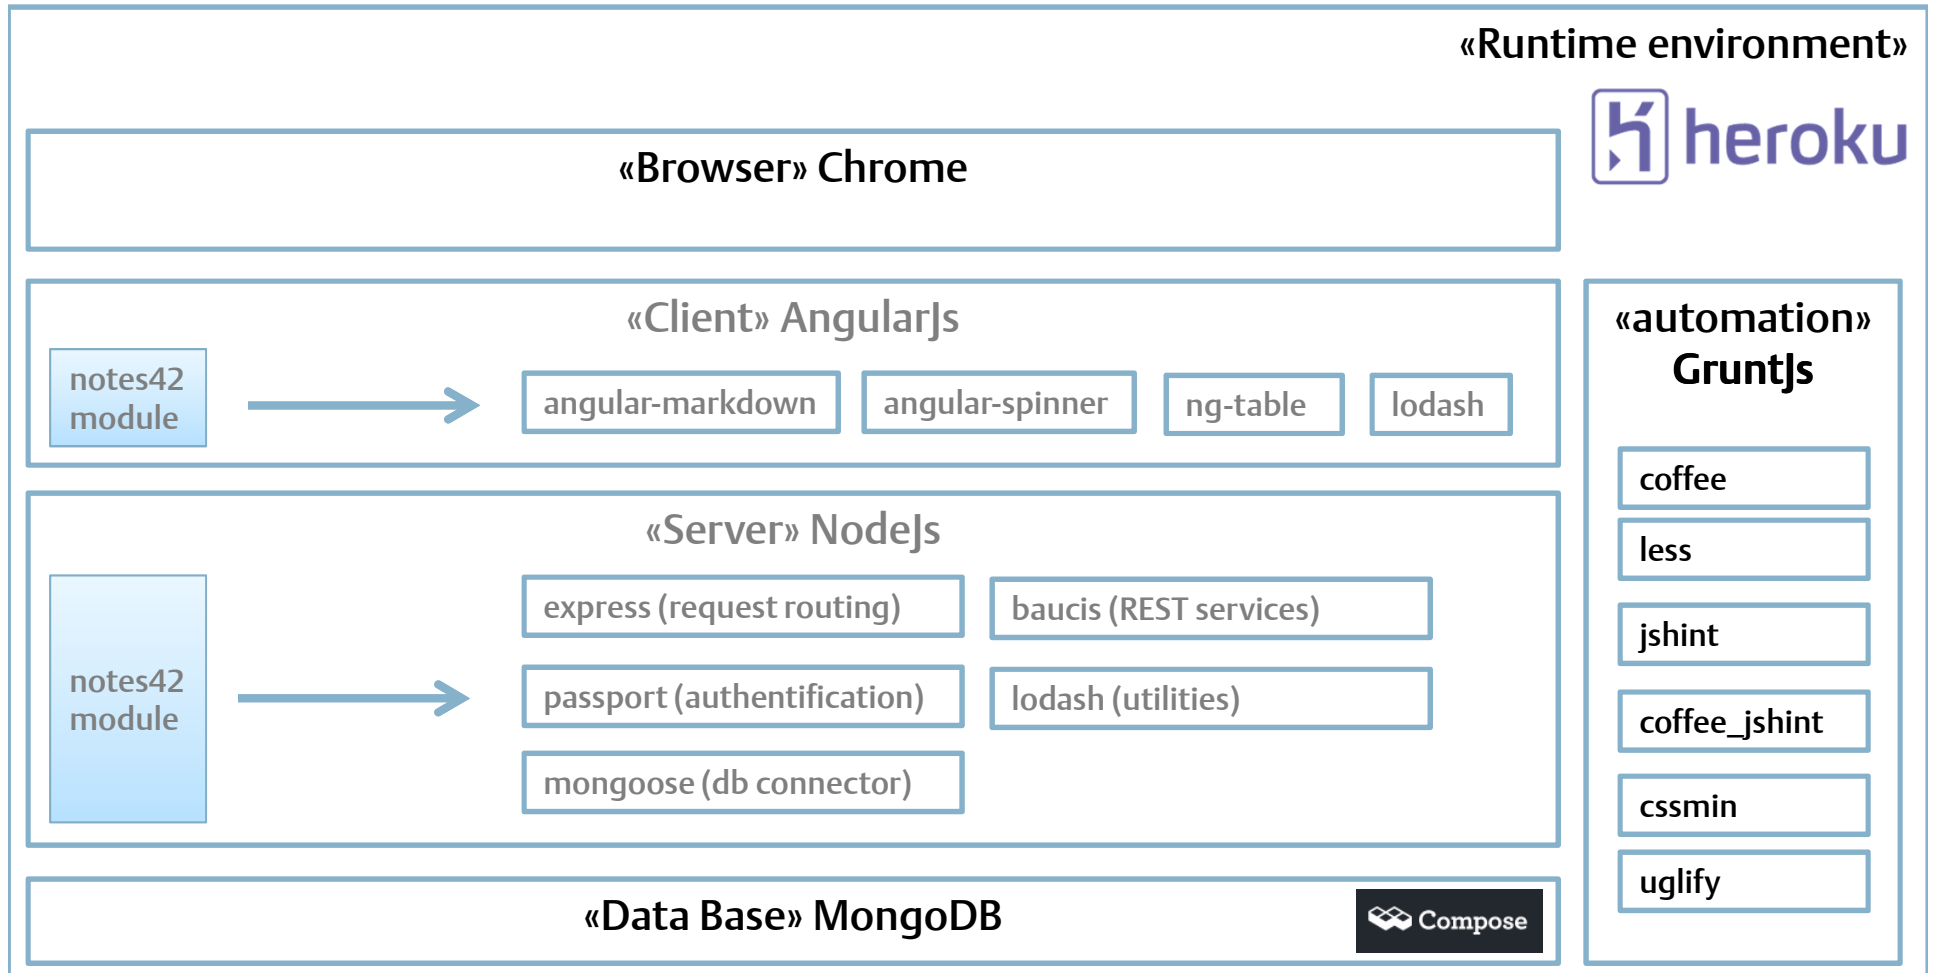 «Runtime environment»
heroku
«Browser» Chrome
«Client» AngularJs
notes42
module
angular-markdown
angular-spinner
ng-table
lodash
«Server» NodeJs
notes42
module
express (request routing)
baucis (REST services)
passport (authentification)
lodash (utilities)
mongoose (db connector)
«Data Base» MongoDB
Compose
«automation»
GruntJs
coffee
less
jshint
coffee_jshint
cssmin
uglify